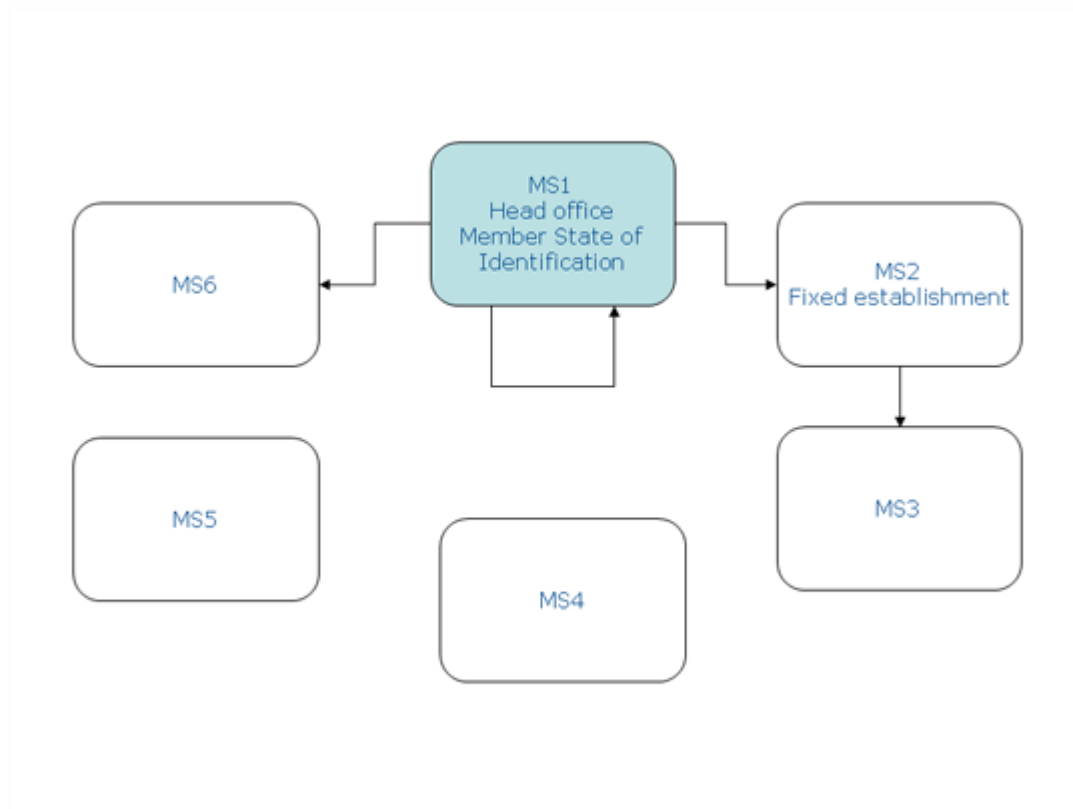 MS1
Head office
Member State of
Identification
MS6
MS2
Fixed establishment
MS5
MS3
MS4